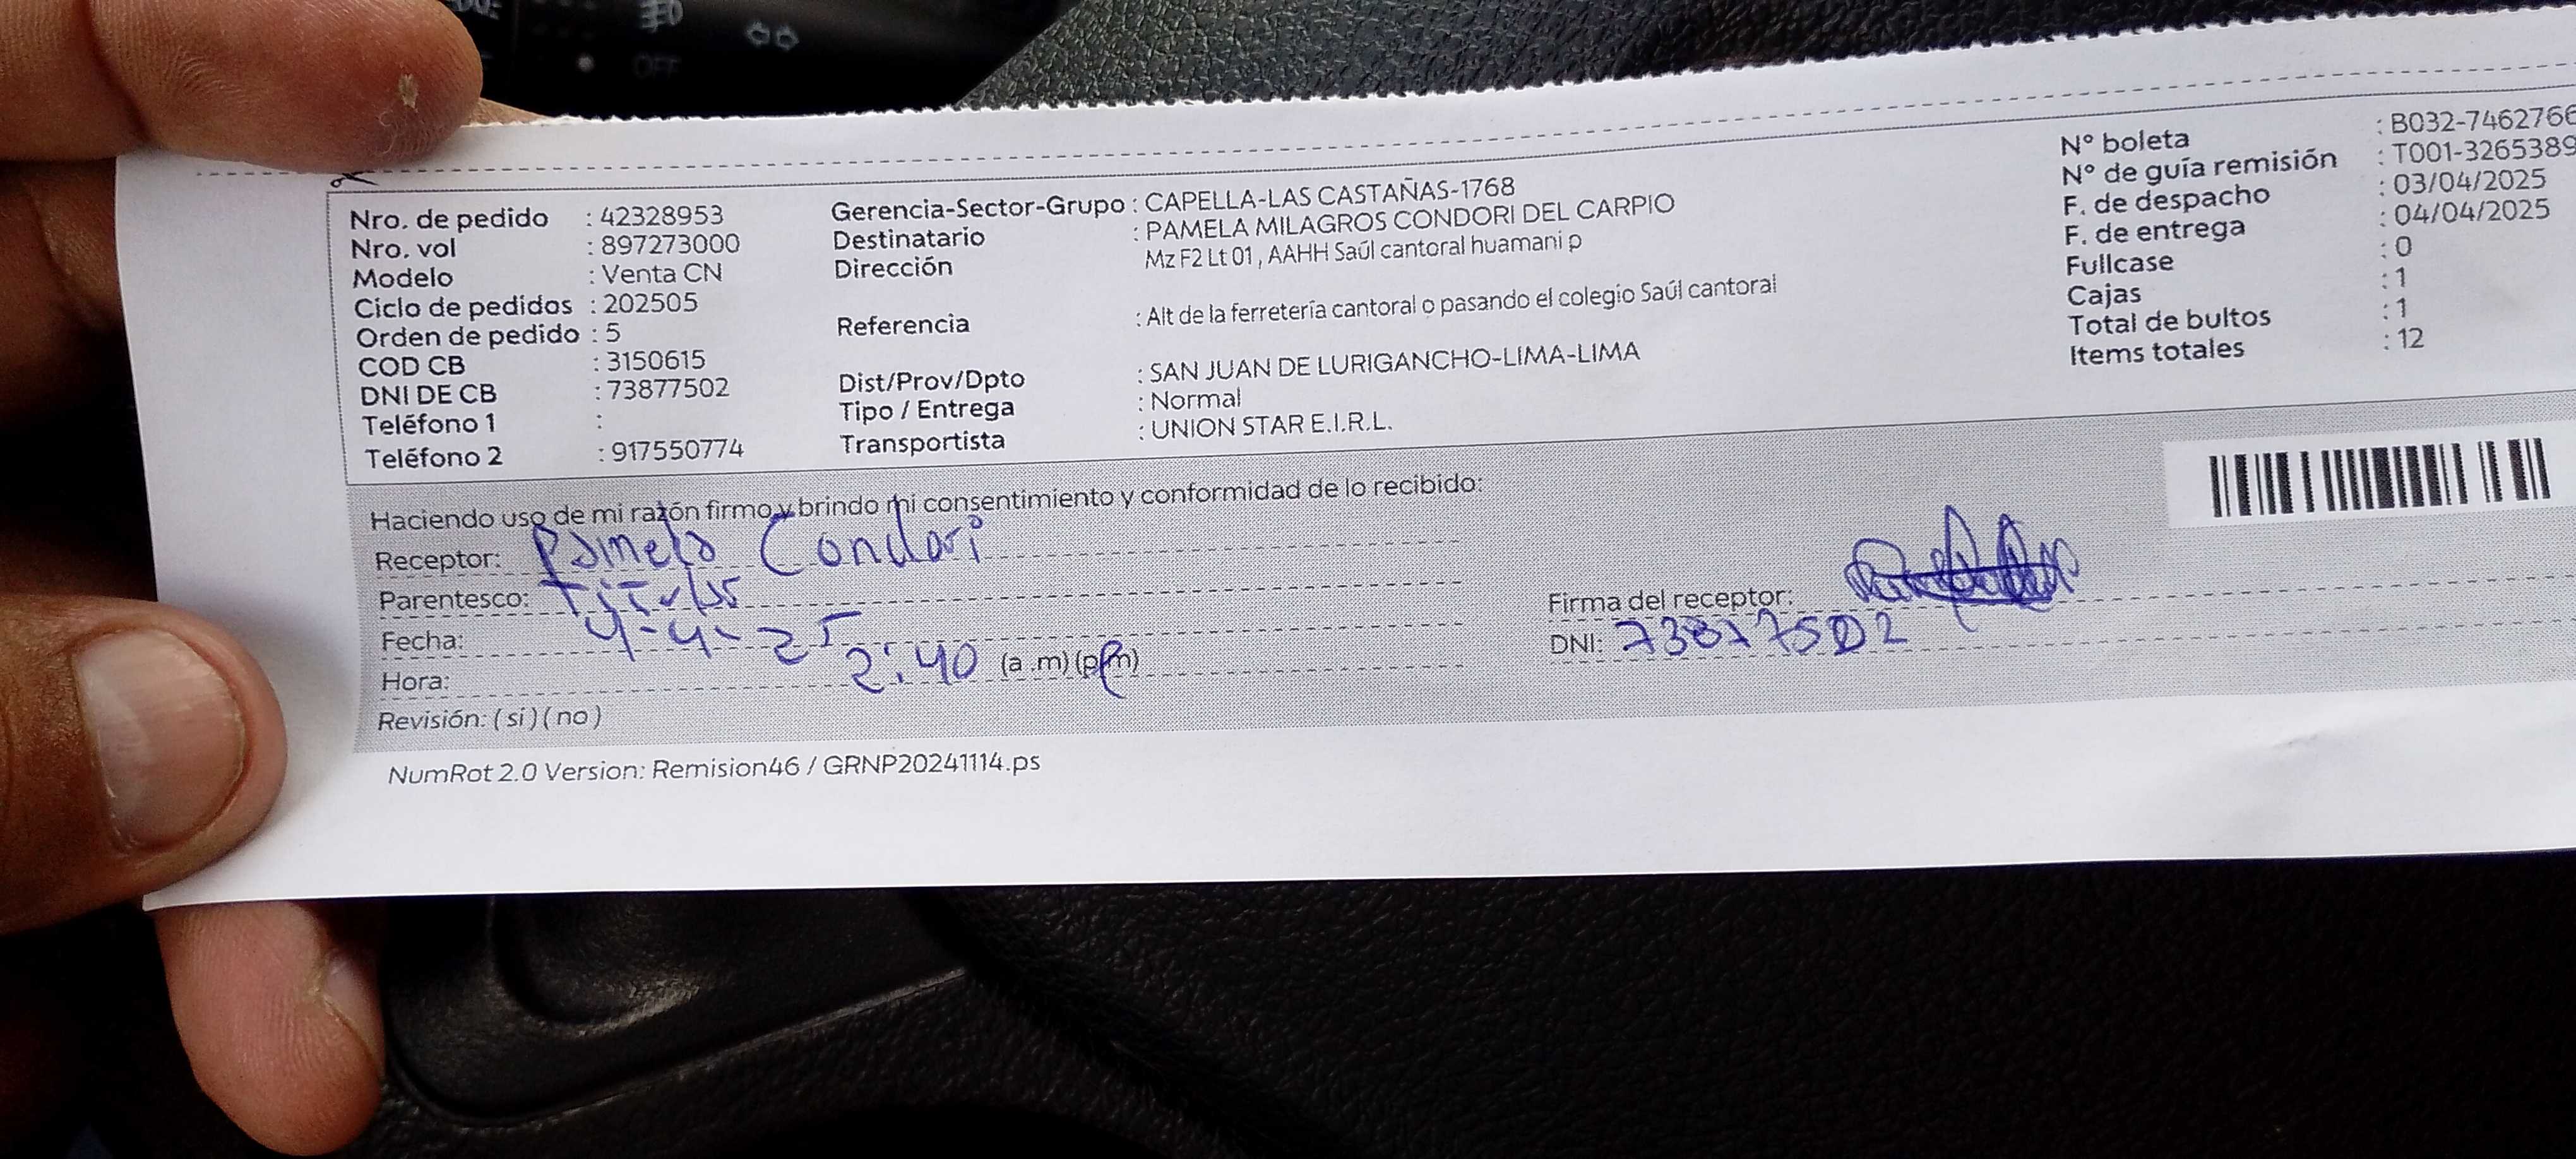 Nro. de pedido : 42328953
Nro. vol : 897273000
Modelo : Venta CN
Ciclo de pedidos : 202505
Orden de pedido : 5
COD CB : 3150615
DNI DE CB : 73877502
Teléfono 1 :
Teléfono 2 : 917550774
Gerencia-Sector-Grupo : CAPELLA-LAS CASTAÑAS-1768
Destinatario : PAMELA MILAGROS CONDORI DEL CARPIO
Dirección Mz F2 Lt 01 , AAHH Saúl cantoral huamani p
Referencia : Alt de la ferretería cantoral o pasando el colegio Saúl cantoral
Dist/Prov/Dpto : SAN JUAN DE LURIGANCHO-LIMA-LIMA
Tipo / Entrega : Normal
Transportista : UNION STAR E.I.R.L.
N° boleta : B032-7462766
N° de guía remisión : T001-3265389
F. de despacho : 03/04/2025
F. de entrega : 04/04/2025
Fullcase : 0
Cajas : 1
Total de bultos : 1
Items totales : 12
Haciendo uso de mi razón firmo y brindo mi consentimiento y conformidad de lo recibido:
Receptor: Pamela Condori
Parentesco: Titular
Fecha: 4-4-25
Hora: 2:40 (a .m) (p.m)
Revisión: ( si ) ( no )
Firma del receptor:
DNI: 73877502
NumRot 2.0 Version: Remision46 / GRNP20241114.ps